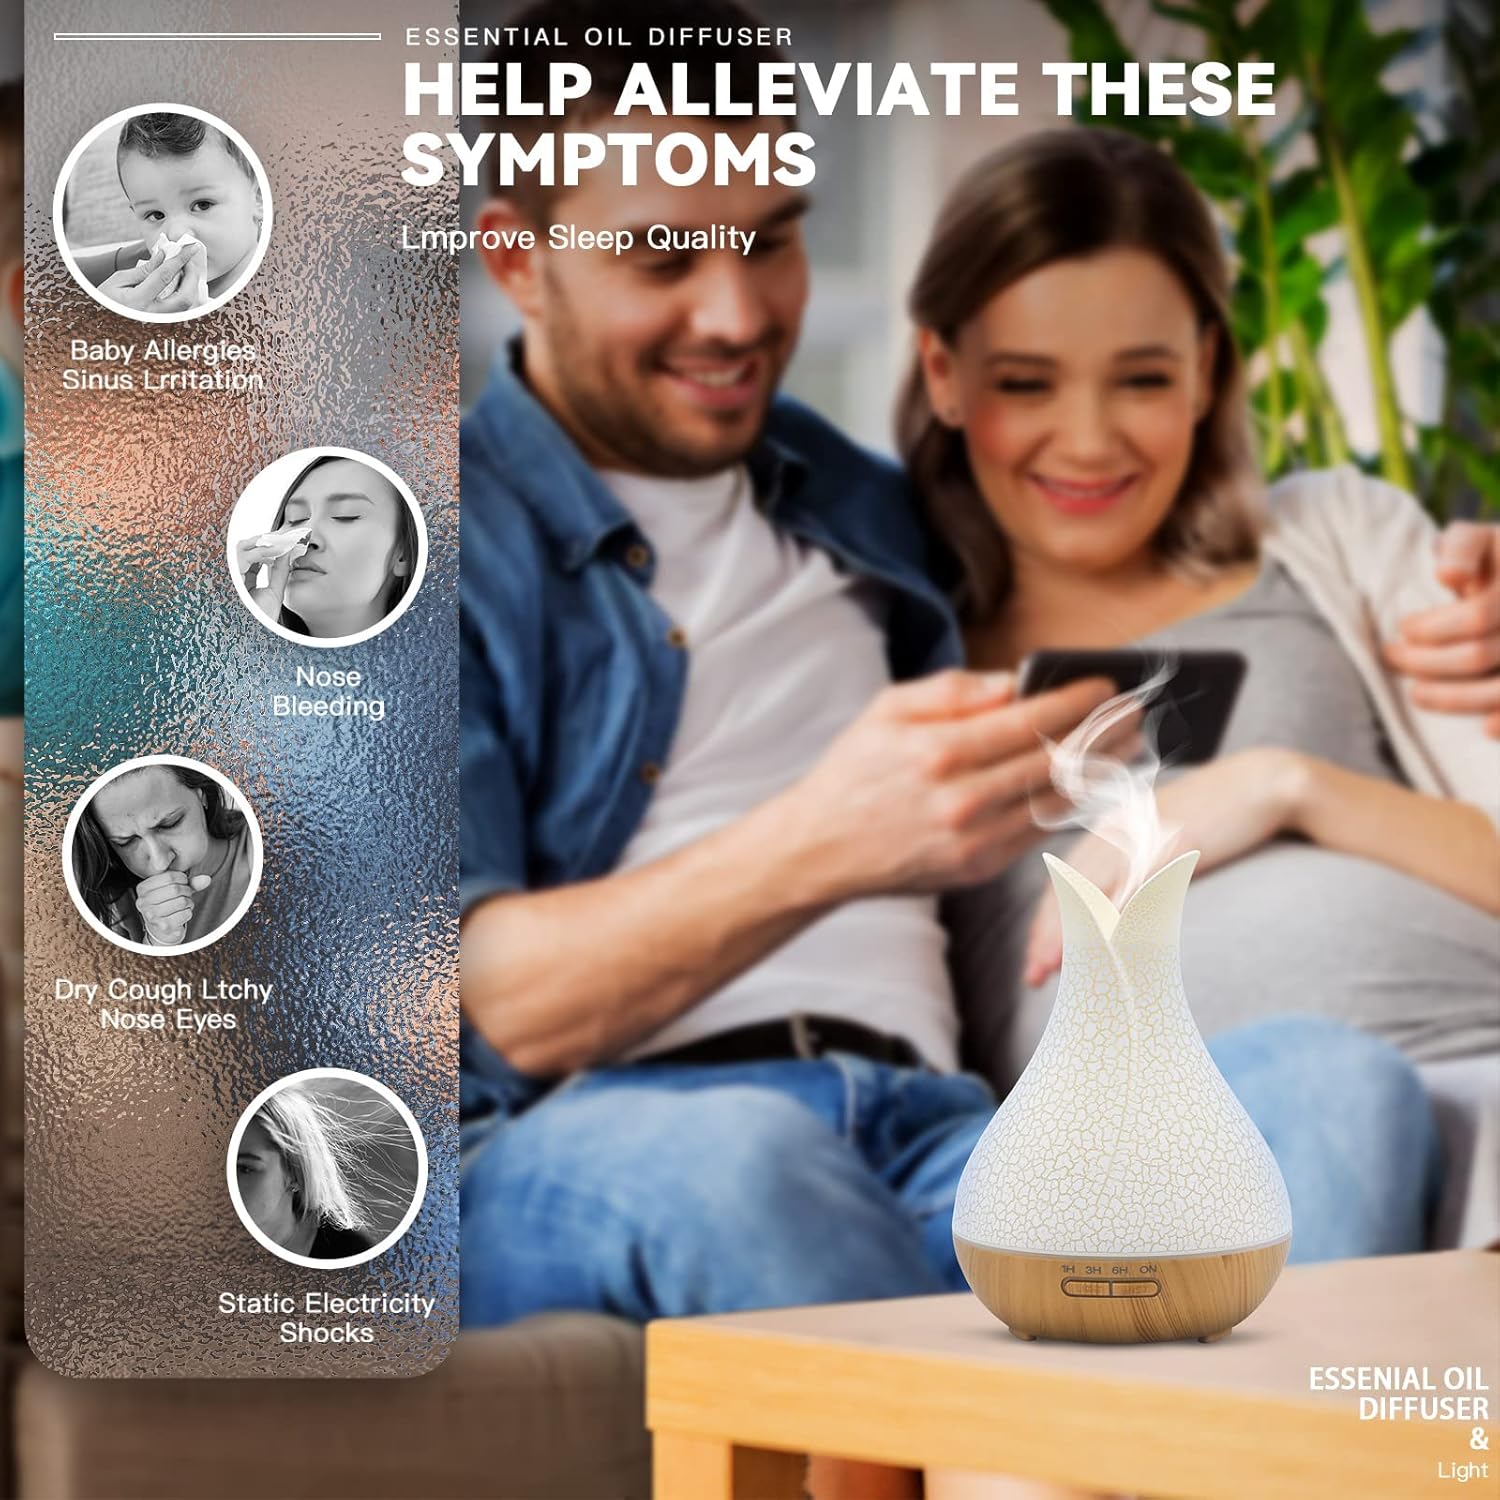 ESSENTIAL OIL DIFFUSER
HELP ALLEVIATE THESE
SYMPTOMS
Lmprove Sleep Quality
Baby Allergies
Sinus Lrritation
Nose
Bleeding
Dry Cough Ltchy
Nose Eyes
Static Electricity
Shocks
1H 3H 6H ON
ESSENIAL OIL
DIFFUSER
&
Light